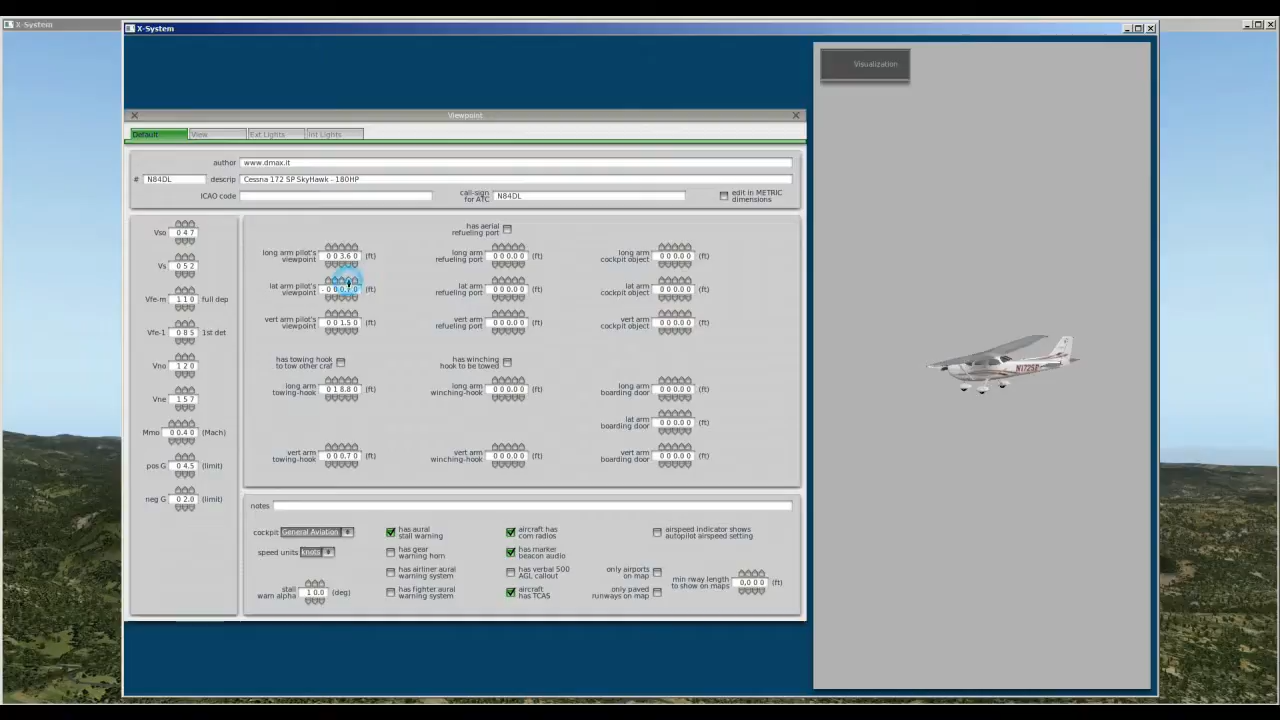 X-System
X-System
Visualization
Viewpoint
Default View Ext Lights Int Lights
author www.dmax.it
# N84DL descrip Cessna 172 SP SkyHawk - 180HP
ICAO code call-sign for ATC N84DL edit in METRIC dimensions
has aerial refueling port
Vso 0 4 7
Vs 0 5 2
Vfe-m 1 1 0 full dep
Vfe-1 0 8 5 1st det
Vno 1 2 0
Vne 1 5 7
Mmo 0 0.4 0 (Mach)
pos G 0 4.5 (limit)
neg G 0 2.0 (limit)
long arm pilot's viewpoint 0 0 3.6 0 (ft) long arm refueling port 0 0 0.0 0 (ft) long arm cockpit object 0 0 0.0 0 (ft)
lat arm pilot's viewpoint (ft) lat arm refueling port 0 0 0.0 0 (ft) lat arm cockpit object 0 0 0.0 0 (ft)
vert arm pilot's viewpoint 0 0 1.5 0 (ft) vert arm refueling port 0 0 0.0 0 (ft) vert arm cockpit object 0 0 0.0 0 (ft)
has towing hook to tow other craf has winching hook to be towed
long arm towing-hook 0 1 8.8 0 (ft) long arm winching-hook 0 0 0.0 0 (ft) long arm boarding door 0 0 0.0 0 (ft)
lat arm boarding door 0 0 0.0 0 (ft)
vert arm towing-hook 0 0 0.7 0 (ft) vert arm winching-hook 0 0 0.0 0 (ft) vert arm boarding door 0 0 0.0 0 (ft)
notes
cockpit General Aviation has aural stall warning aircraft has com radios airspeed indicator shows autopilot airspeed setting
speed units knots has gear warning horn has marker beacon audio
has airliner aural warning system has verbal 500 AGL callout only airports on map min rway length to show on maps 0,0 0 0 (ft)
stall warn alpha 1 0.0 (deg) has fighter aural warning system aircraft has TCAS only paved runways on map
N172SP